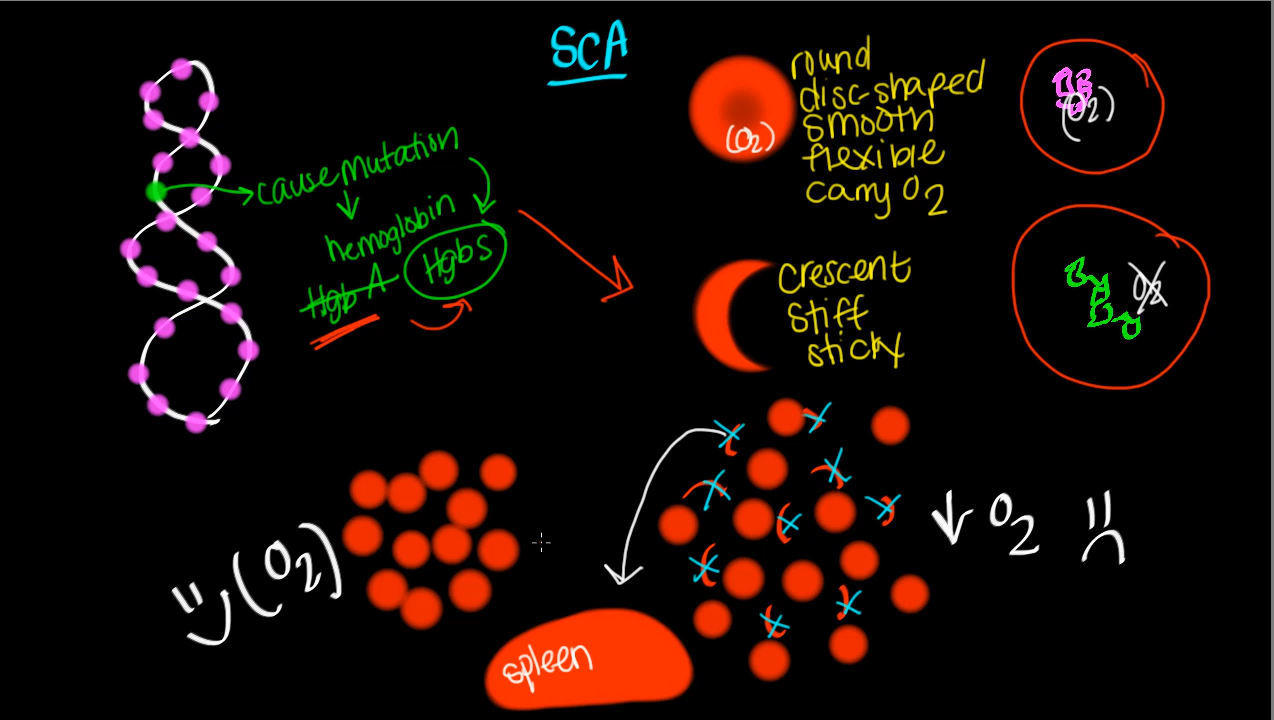 SCA
cause mutation
hemoglobin
Hgb A
Hgb S
round
disc-shaped
smooth
flexible
carry O2
(O2)
(O2)
crescent
stiff
sticky
O2
(O2)
↓ O2
spleen